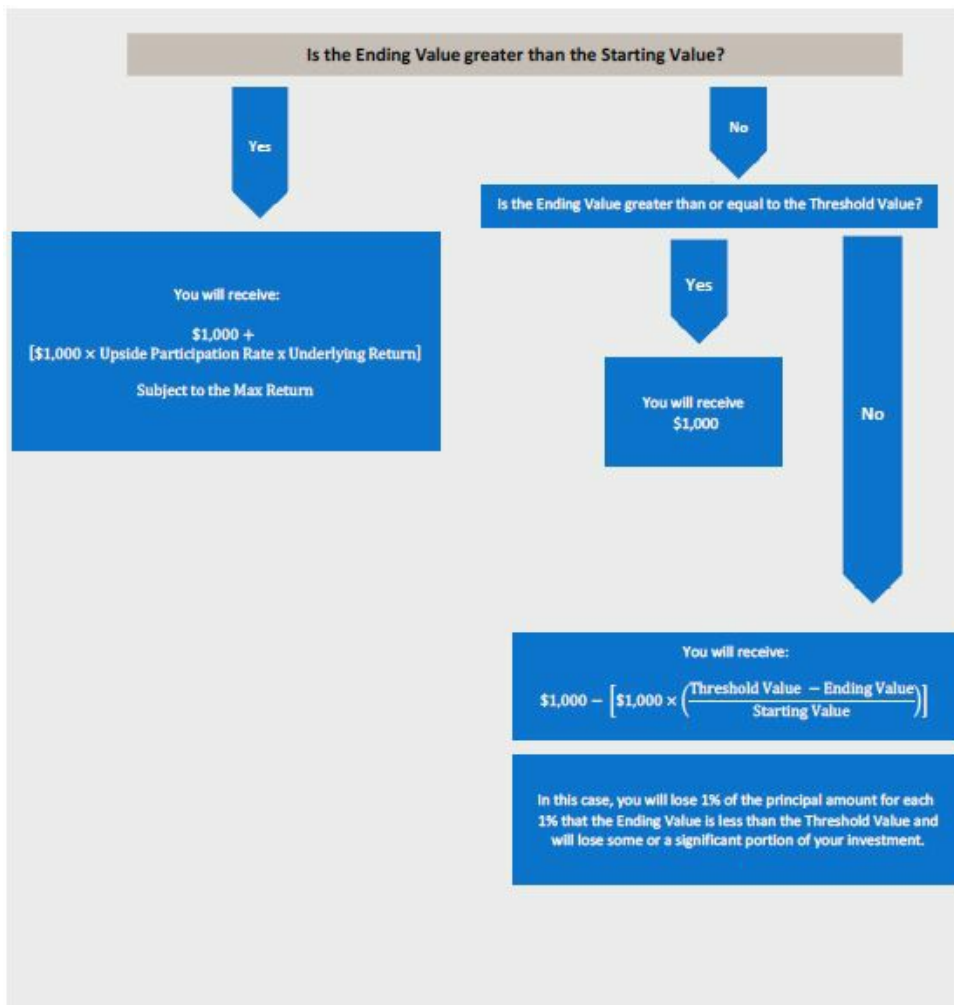 Is the Ending Value greater than the Starting Value?
Yes
No
Is the Ending Value greater than or equal to the Threshold Value?
You will receive:
$1,000 +
[$1,000 × Upside Participation Rate x Underlying Return]
Subject to the Max Return
Yes
You will receive
$1,000
No
You will receive:
$1,000 − [$1,000 × (Threshold Value − Ending Value / Starting Value)]
In this case, you will lose 1% of the principal amount for each
1% that the Ending Value is less than the Threshold Value and
will lose some or a significant portion of your investment.